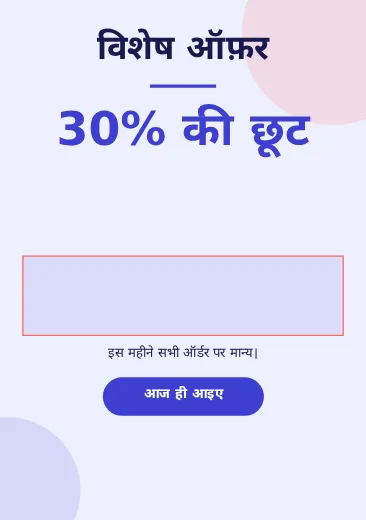 विशेष ऑफ़र
30% की छूट
इस महीने सभी ऑर्डर पर मान्य|
आज ही आइए